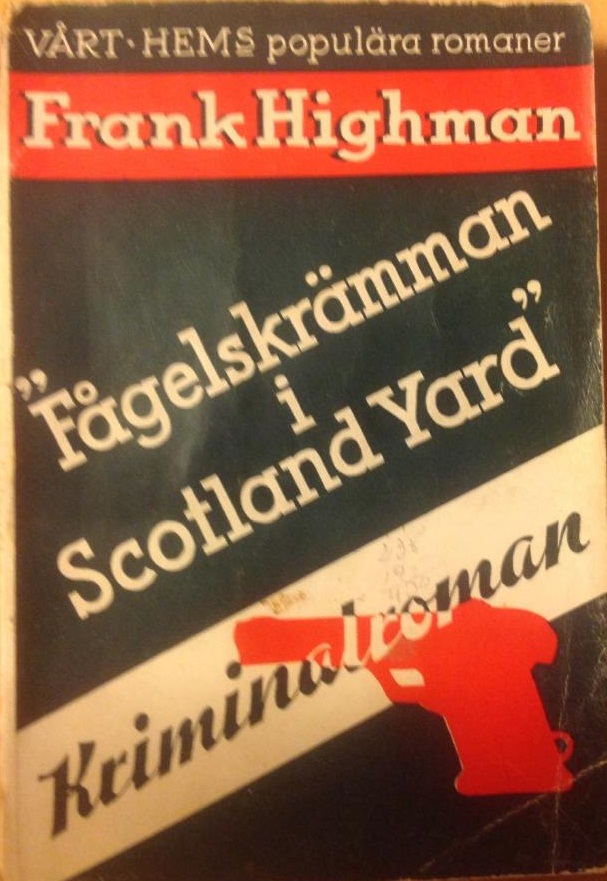 VÅRT·HEMS populära romaner
Frank Highman
”Fågelskrämman
i
Scotland Yard”
Kriminalroman